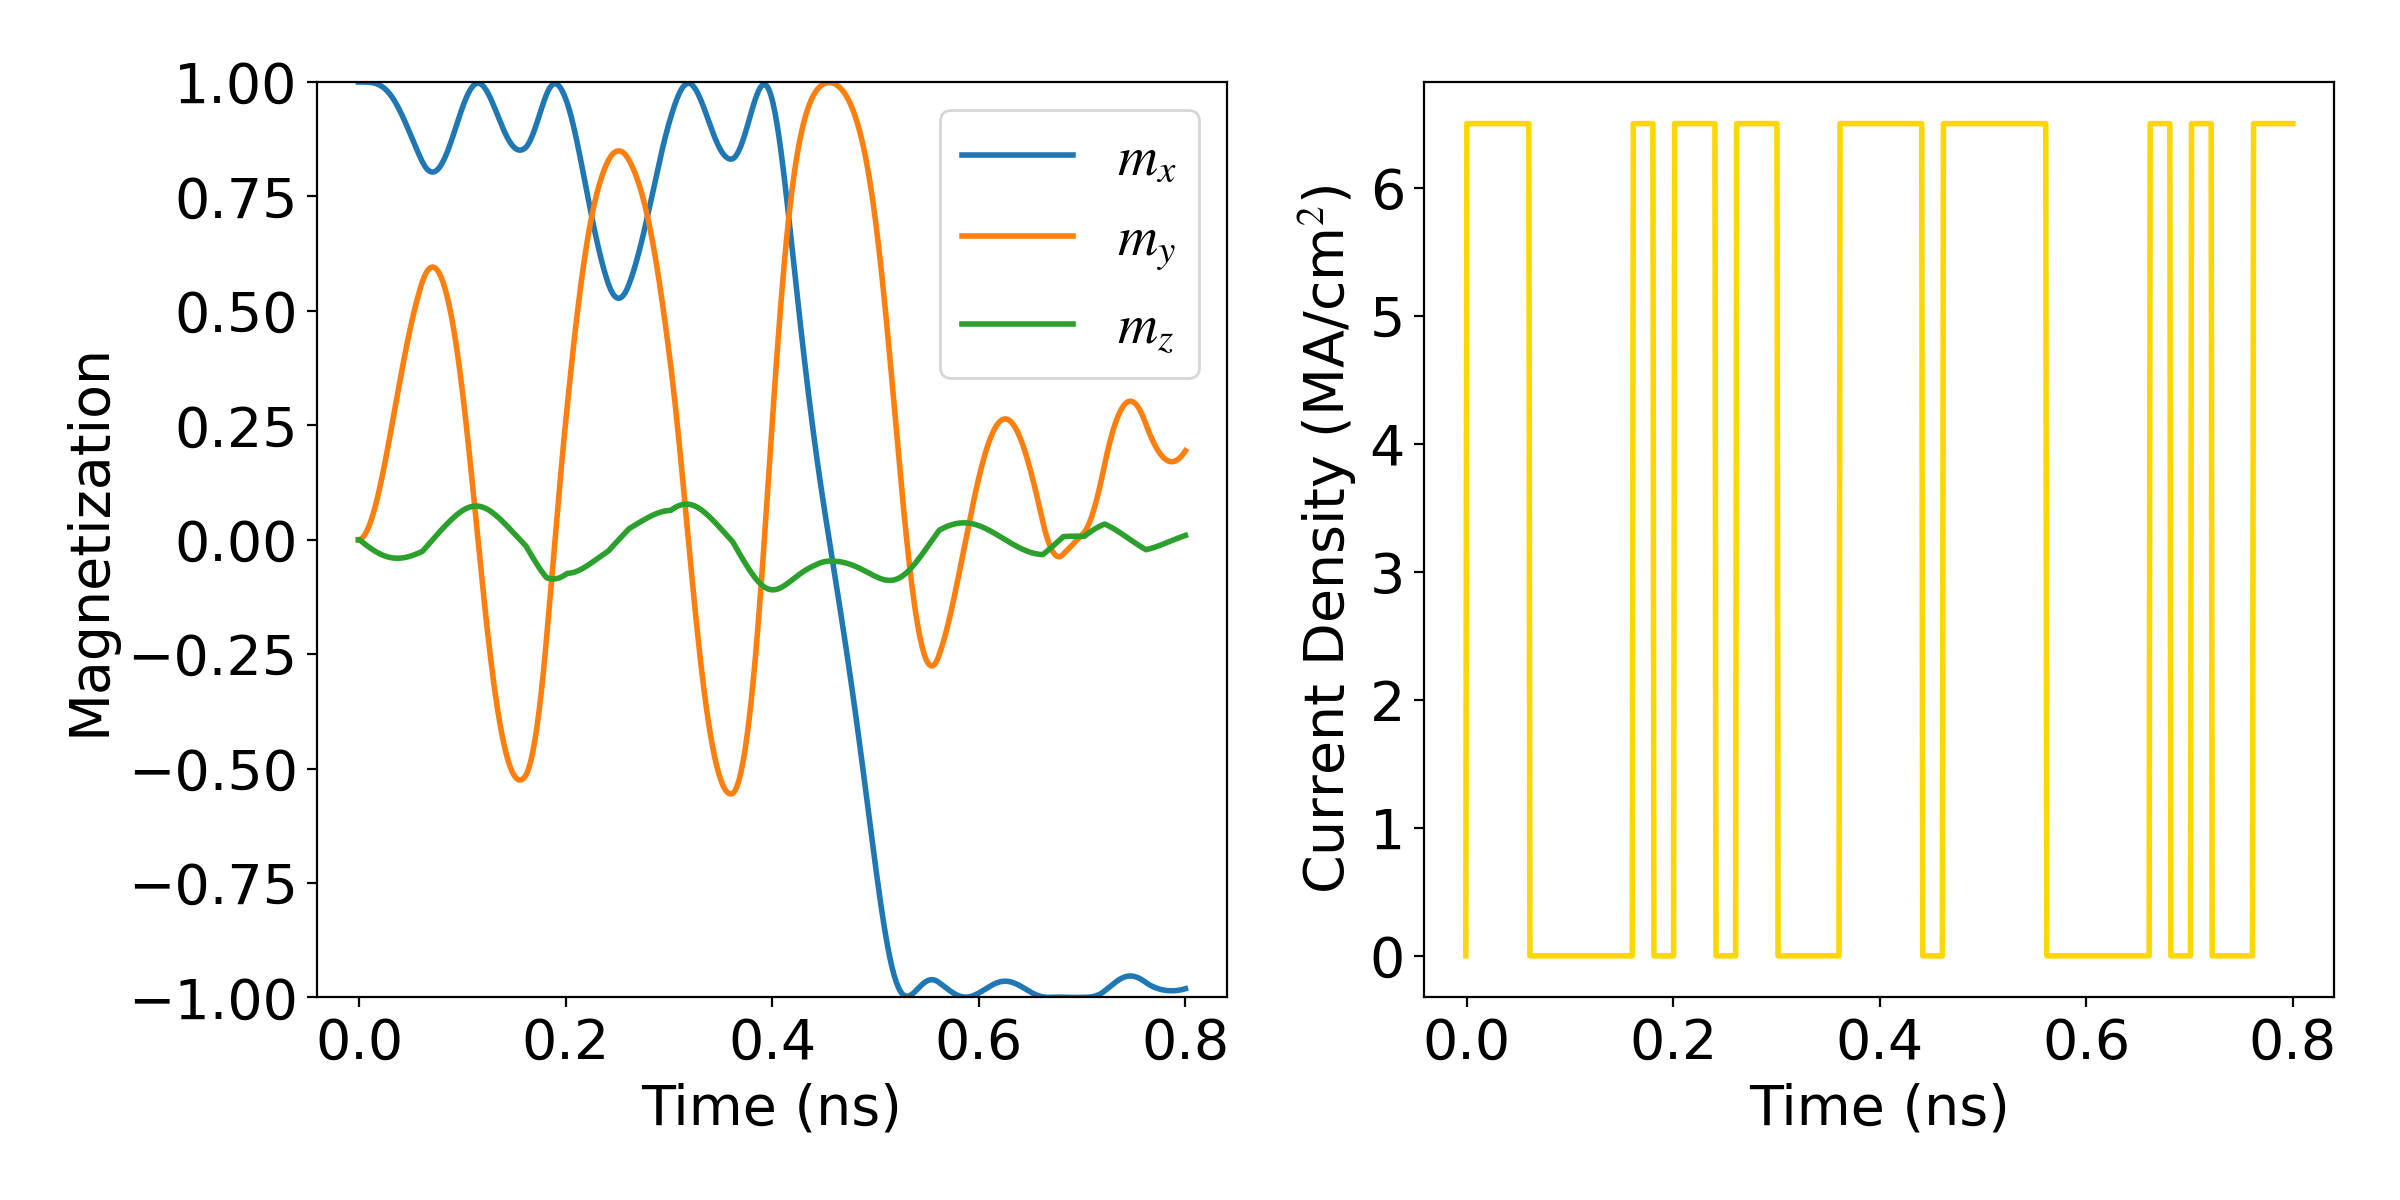 Magnetization
1.00
0.75
0.50
0.25
0.00
−0.25
−0.50
−0.75
−1.00
0.0 0.2 0.4 0.6 0.8
Time (ns)
m_x
m_y
m_z
Current Density (MA/cm²)
6
5
4
3
2
1
0
0.0 0.2 0.4 0.6 0.8
Time (ns)